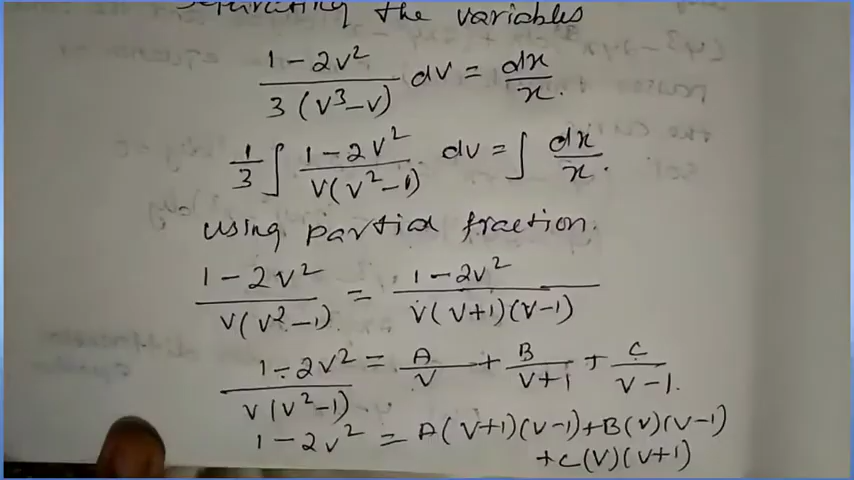 the variables
1 - 2v² / 3(v³ - v) dv = dx / x.
1/3 ∫ 1 - 2v² / v(v² - 1) dv = ∫ dx / x.
using partial fraction.
1 - 2v² / v(v² - 1) = 1 - 2v² / v(v+1)(v-1)
1 - 2v² / v(v² - 1) = A / v + B / v+1 + C / v-1.
1 - 2v² = A(v+1)(v-1) + B(v)(v-1)
+ C(v)(v+1)